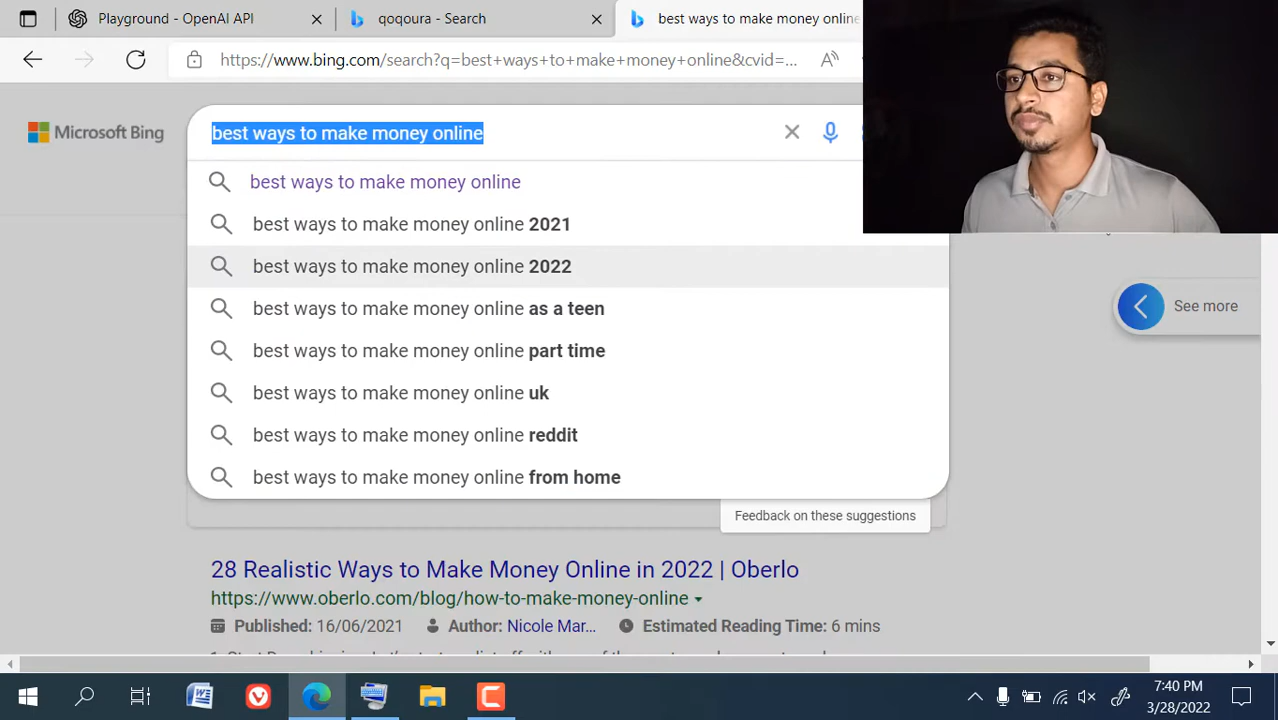 Playground - OpenAI API
qoqoura - Search
best ways to make money online
https://www.bing.com/search?q=best+ways+to+make+money+online&cvid=...
Microsoft Bing
best ways to make money online
best ways to make money online
best ways to make money online 2021
best ways to make money online 2022
best ways to make money online as a teen
best ways to make money online part time
best ways to make money online uk
best ways to make money online reddit
best ways to make money online from home
See more
Feedback on these suggestions
28 Realistic Ways to Make Money Online in 2022 | Oberlo
https://www.oberlo.com/blog/how-to-make-money-online
Published: 16/06/2021 Author: Nicole Mar... Estimated Reading Time: 6 mins
7:40 PM
3/28/2022